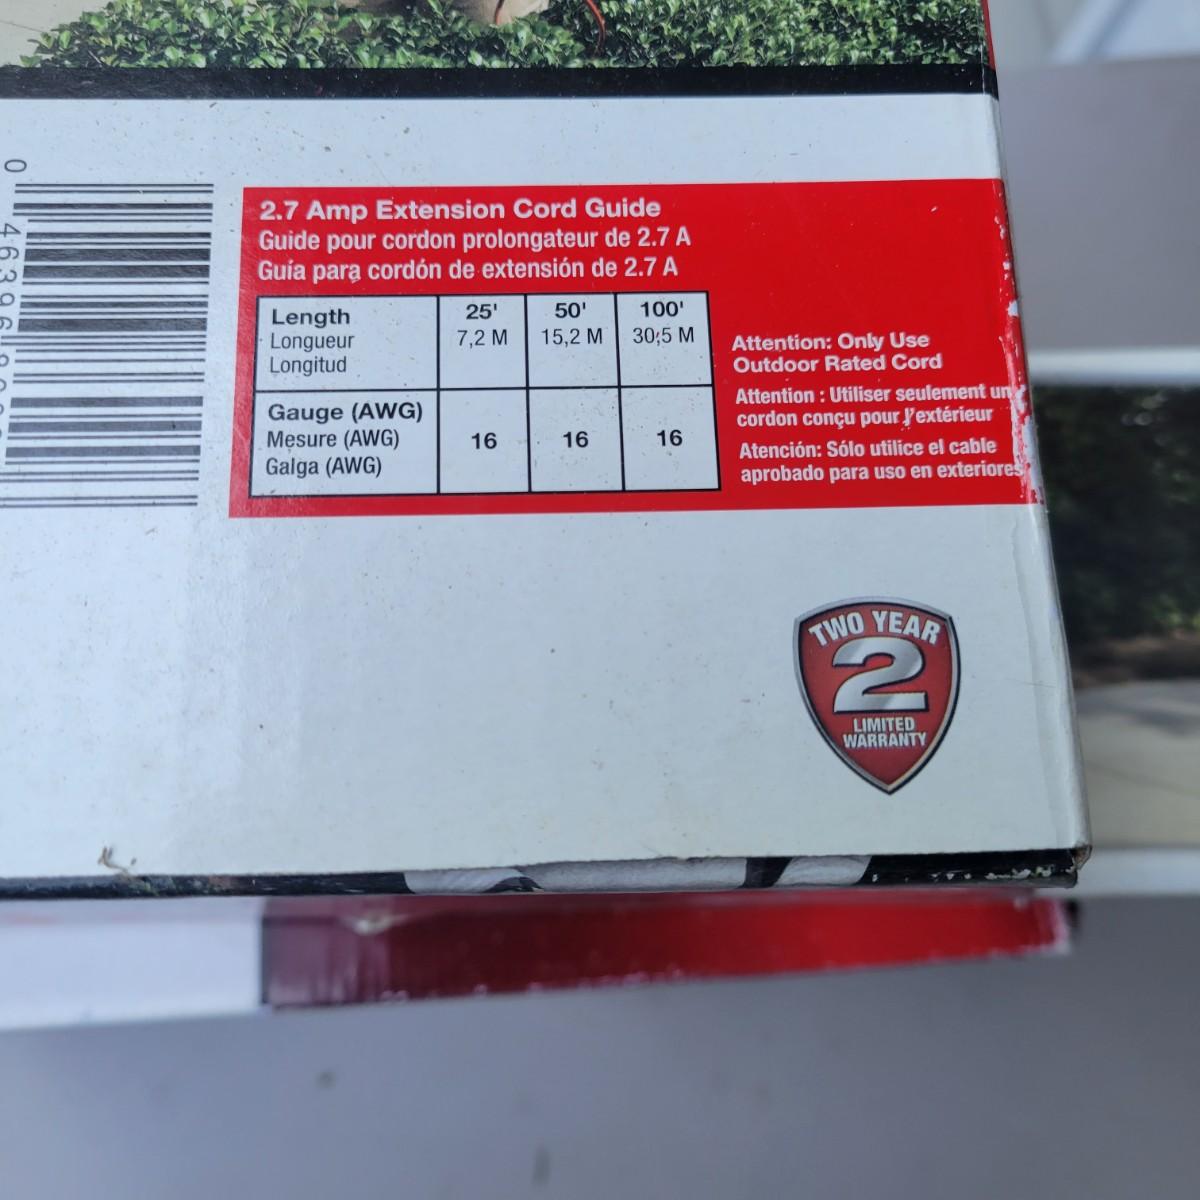 0 46396
2.7 Amp Extension Cord Guide
Guide pour cordon prolongateur de 2.7 A
Guía para cordón de extensión de 2.7 A
Length 25' 50' 100'
Longueur 7,2 M 15,2 M 30,5 M
Longitud
Gauge (AWG)
Mesure (AWG) 16 16 16
Galga (AWG)
Attention: Only Use
Outdoor Rated Cord
Attention : Utiliser seulement un
cordon conçu pour l'extérieur
Atención: Sólo utilice el cable
aprobado para uso en exteriores
TWO YEAR
2
LIMITED
WARRANTY